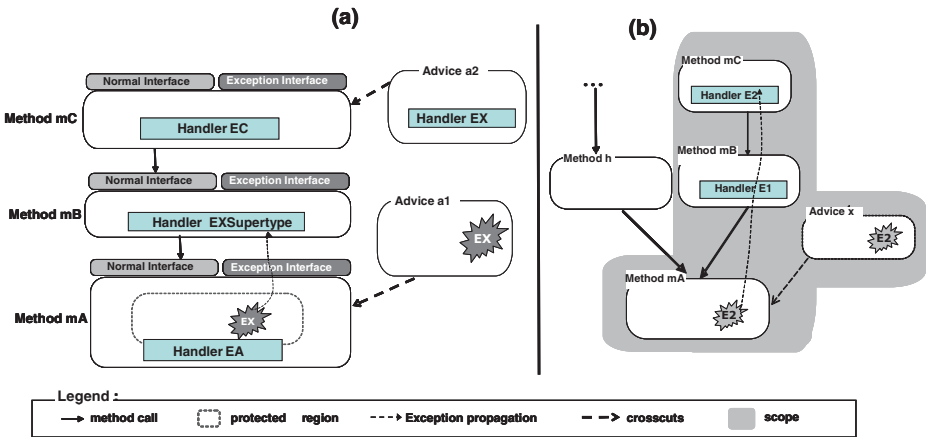 (a)
Normal Interface Exception Interface
Method mC
Handler EC
Advice a2
Handler EX
Normal Interface Exception Interface
Method mB
Handler EXSupertype
Advice a1
EX
Normal Interface Exception Interface
Method mA
EX
Handler EA
(b)
...
Method mC
Handler E2
Method h
Method mB
Handler E1
Advice x
E2
Method mA
E2
Legend :
method call protected region Exception propagation crosscuts scope